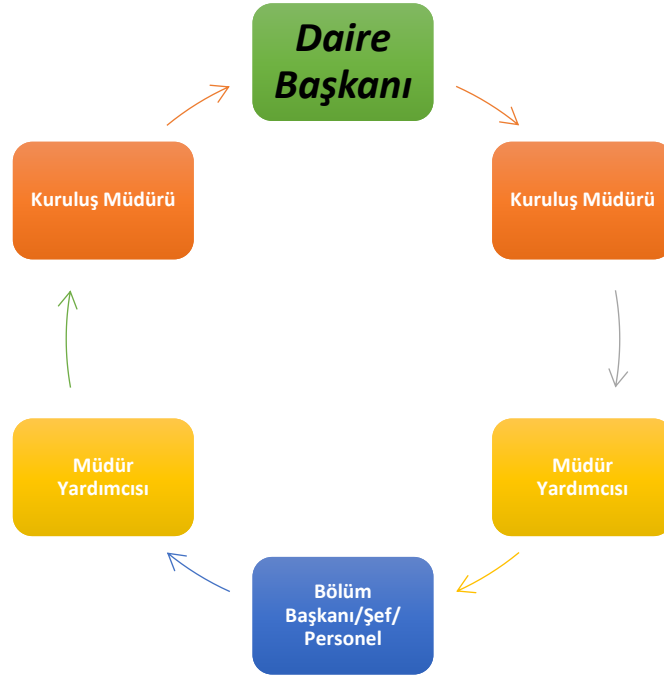 Daire
Başkanı
Kuruluş Müdürü
Kuruluş Müdürü
Müdür
Yardımcısı
Müdür
Yardımcısı
Bölüm
Başkanı/Şef/
Personel